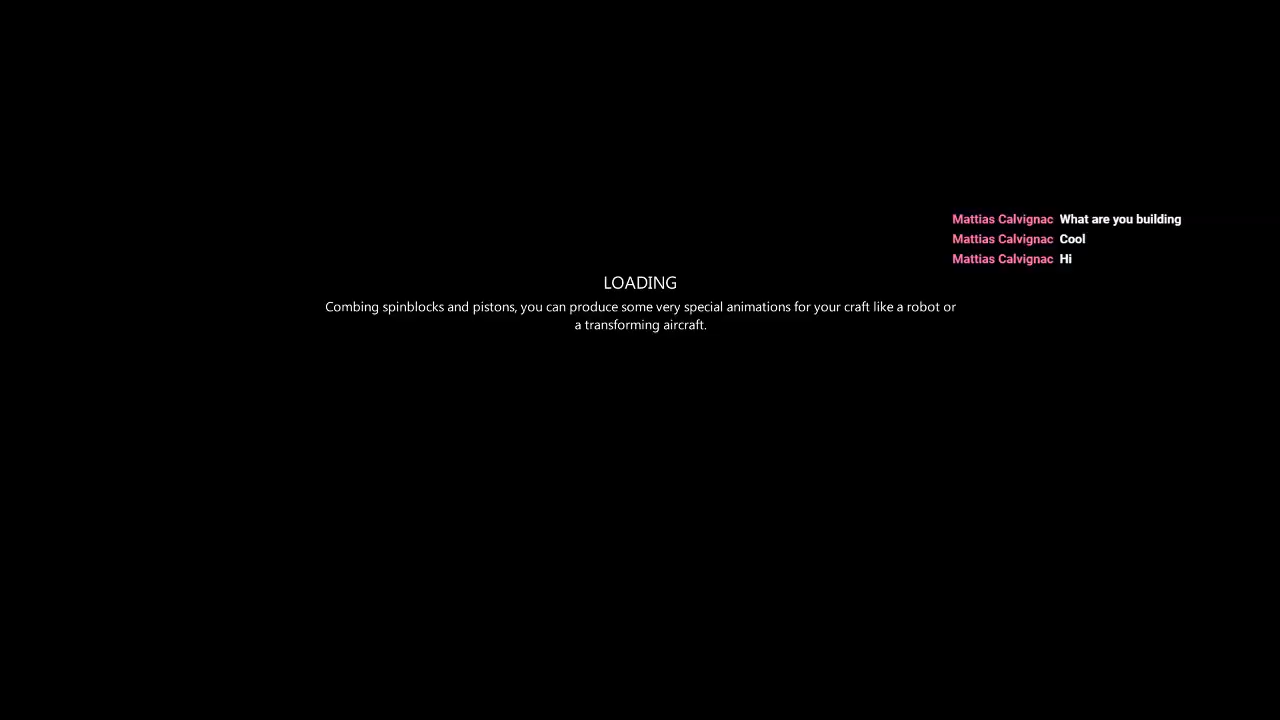 Mattias Calvignac What are you building
Mattias Calvignac Cool
Mattias Calvignac Hi
LOADING
Combing spinblocks and pistons, you can produce some very special animations for your craft like a robot or
a transforming aircraft.